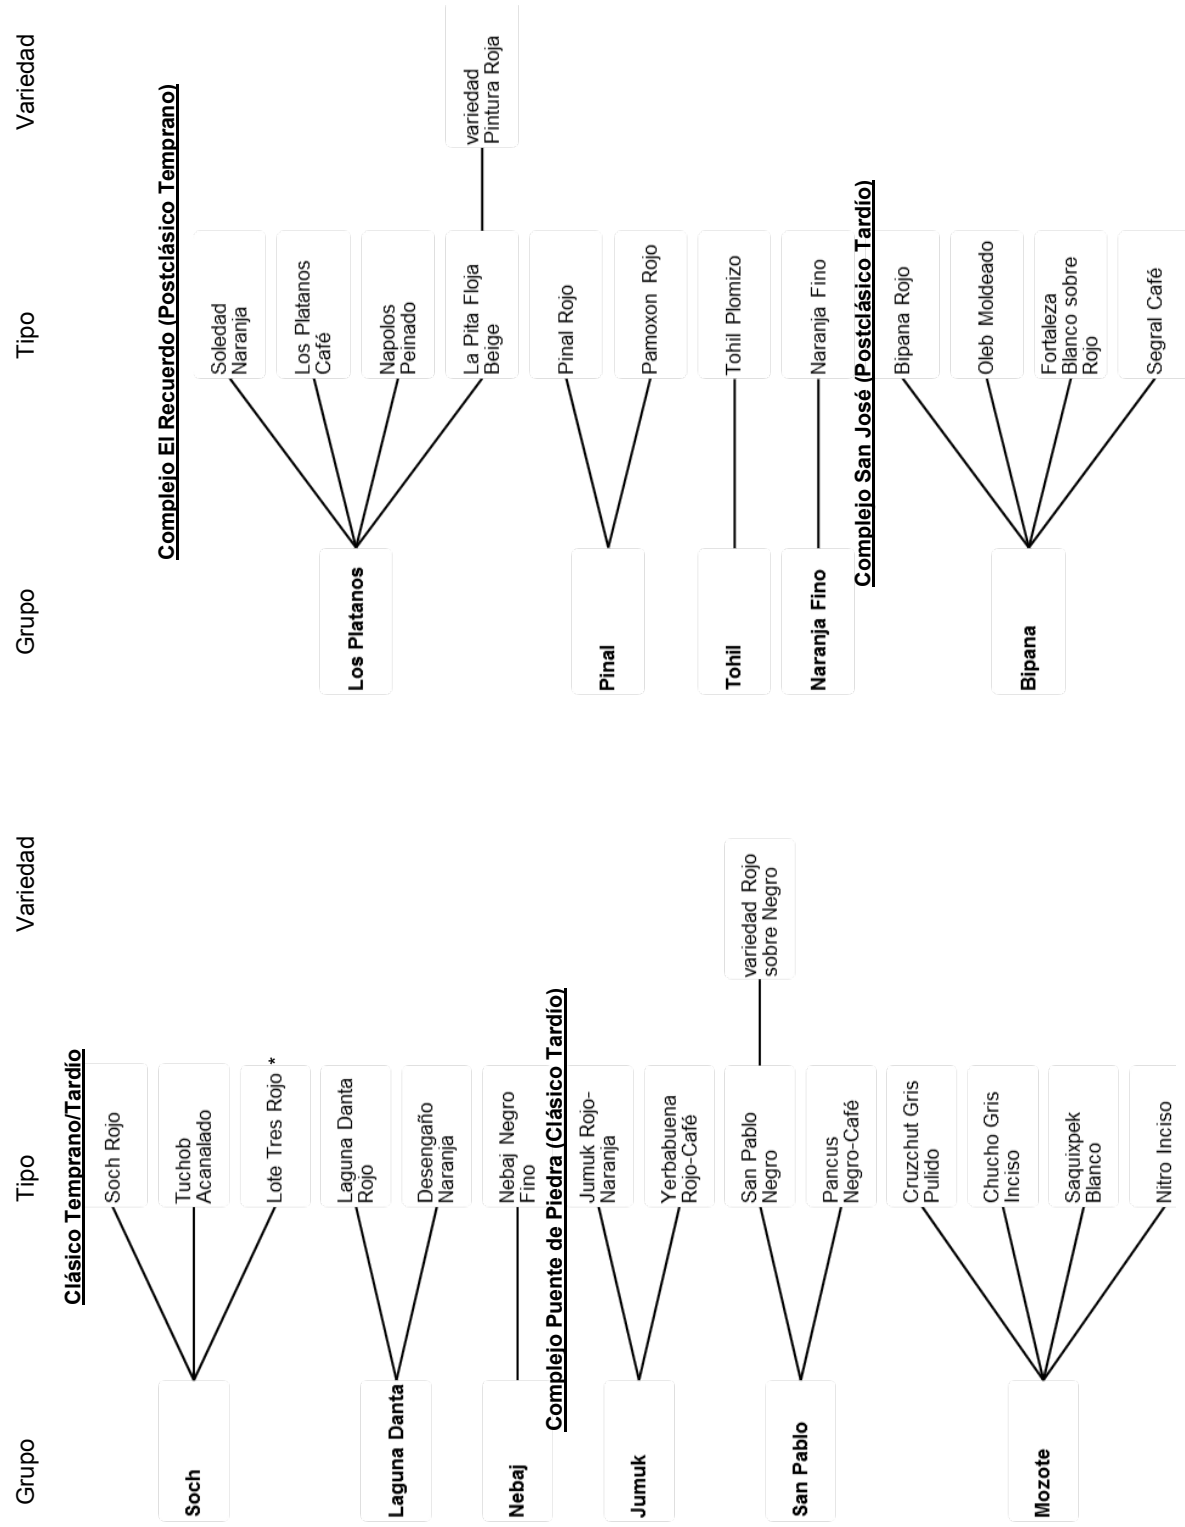 Grupo
Tipo
Variedad
Clásico Temprano/Tardío
Soch
Soch Rojo
Tuchob
Acanalado
Lote Tres Rojo *
Laguna Danta
Laguna Danta
Rojo
Desengaño
Naranja
Nebaj
Nebaj Negro
Fino
Complejo Puente de Piedra (Clásico Tardío)
Jumuk
Jumuk Rojo-
Naranja
Yerbabuena
Rojo-Café
San Pablo
San Pablo
Negro
variedad Rojo
sobre Negro
Pancus
Negro-Café
Mozote
Cruzchut Gris
Pulido
Chucho Gris
Inciso
Saquixpek
Blanco
Nitro Inciso
Grupo
Tipo
Variedad
Complejo El Recuerdo (Postclásico Temprano)
Los Platanos
Soledad
Naranja
Los Platanos
Café
Napolos
Peinado
La Pita Floja
Beige
variedad
Pintura Roja
Pinal
Pinal Rojo
Pamoxon Rojo
Tohil
Tohil Plomizo
Naranja Fino
Naranja Fino
Complejo San José (Postclásico Tardío)
Bipana
Bipana Rojo
Oleb Moldeado
Fortaleza
Blanco sobre
Rojo
Segral Café